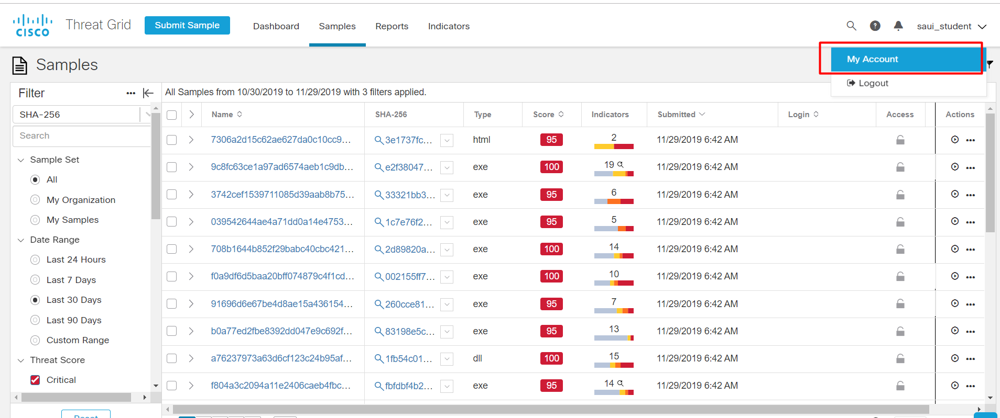 CISCO Threat Grid Submit Sample Dashboard Samples Reports Indicators ? saui_student
My Account
Logout
Samples
Filter
All Samples from 10/30/2019 to 11/29/2019 with 3 filters applied.
SHA-256
Search
Sample Set
All
My Organization
My Samples
Date Range
Last 24 Hours
Last 7 Days
Last 30 Days
Last 90 Days
Custom Range
Threat Score
Critical
Name SHA-256 Type Score Indicators Submitted Login Access Actions
7306a2d15c62ae627da0c10cc9... 3e1737fc... html 95 2 11/29/2019 6:42 AM
9c8fc63ce1a97ad6574aeb1c9db... e2f38047... exe 100 19 11/29/2019 6:42 AM
3742cef1539711085d39aab8b75... 33321bb3... exe 95 6 11/29/2019 6:42 AM
039542644ae4a71dd0a14e4753... 1c7e76f2... exe 95 5 11/29/2019 6:42 AM
708b1644b852f29babc40cbc421... 2d89820a... exe 100 14 11/29/2019 6:42 AM
f0a9df6d5baa20bff074879c4f1cd... 002155ff7... exe 100 10 11/29/2019 6:42 AM
91696d6e67be4d8ae15a436154... 260cce81... exe 95 7 11/29/2019 6:42 AM
b0a77ed2fbe8392dd047e9c692f... 83198e5c... exe 95 13 11/29/2019 6:42 AM
a76237973a63d6cf123c24b95af... 1fb54c01... dll 100 15 11/29/2019 6:42 AM
f804a3c2094a11e2406caeb4fbc... fbfdbf4b2... exe 95 14 11/29/2019 6:42 AM